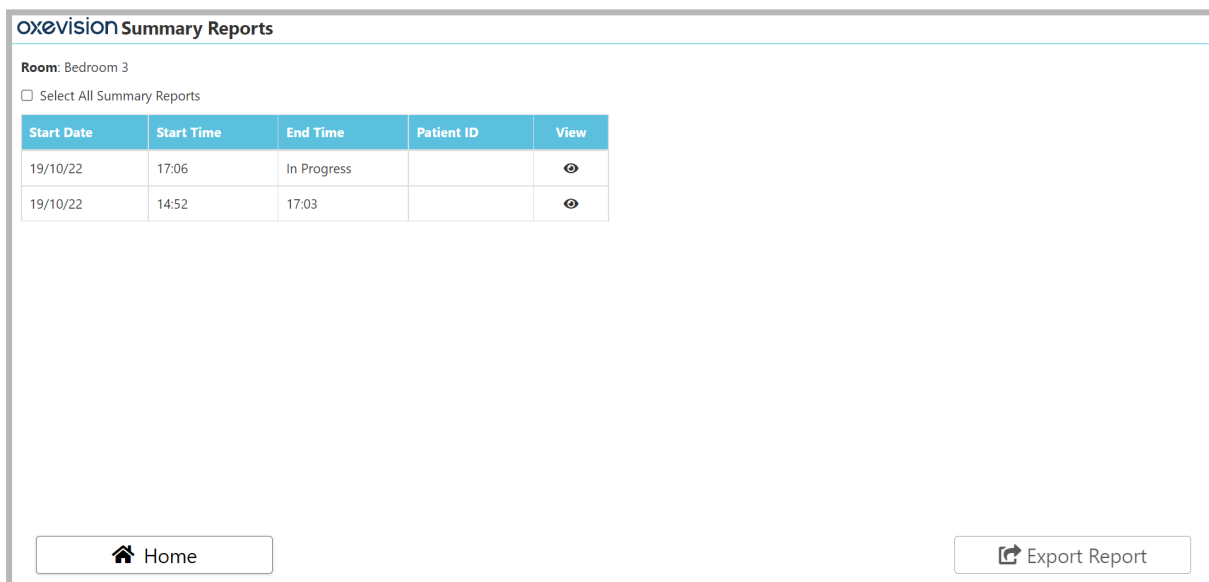 oxevision Summary Reports
Room: Bedroom 3
Select All Summary Reports
Start Date Start Time End Time Patient ID View
19/10/22 17:06 In Progress
19/10/22 14:52 17:03
Home Export Report